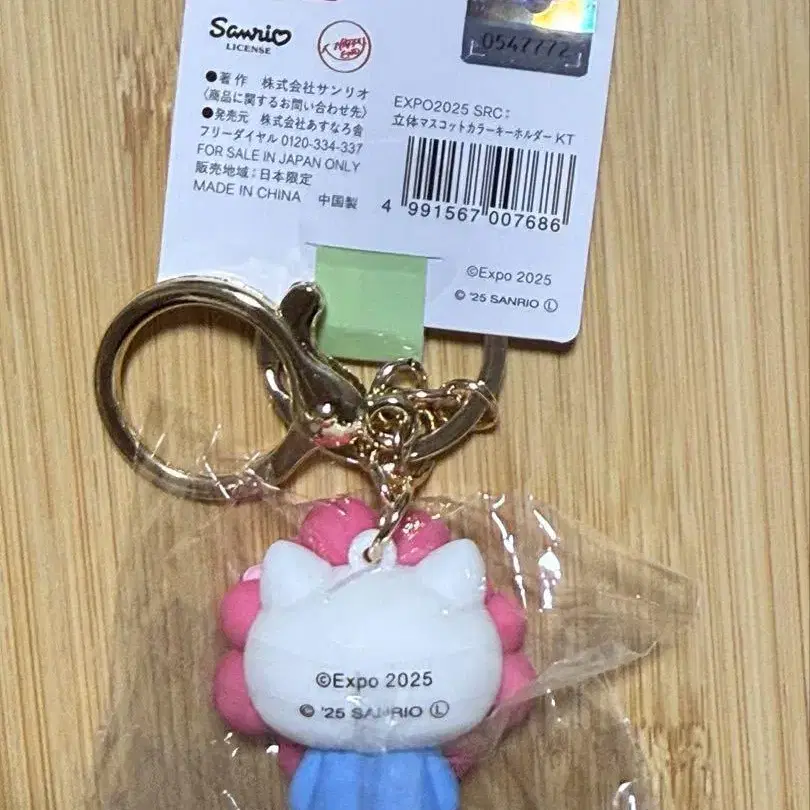 Sanrio
LICENSE
0547772
●著作 株式会社サンリオ
〈商品に関するお問い合わせ先〉
●発売元 株式会社あすなろ舎
フリーダイヤル 0120-334-337
FOR SALE IN JAPAN ONLY
販売地域：日本限定
MADE IN CHINA 中国製
EXPO2025 SRC：
立体マスコットカラーキーホルダー KT
4 991567 007686
©Expo 2025
© '25 SANRIO Ⓛ
©Expo 2025
© '25 SANRIO Ⓛ